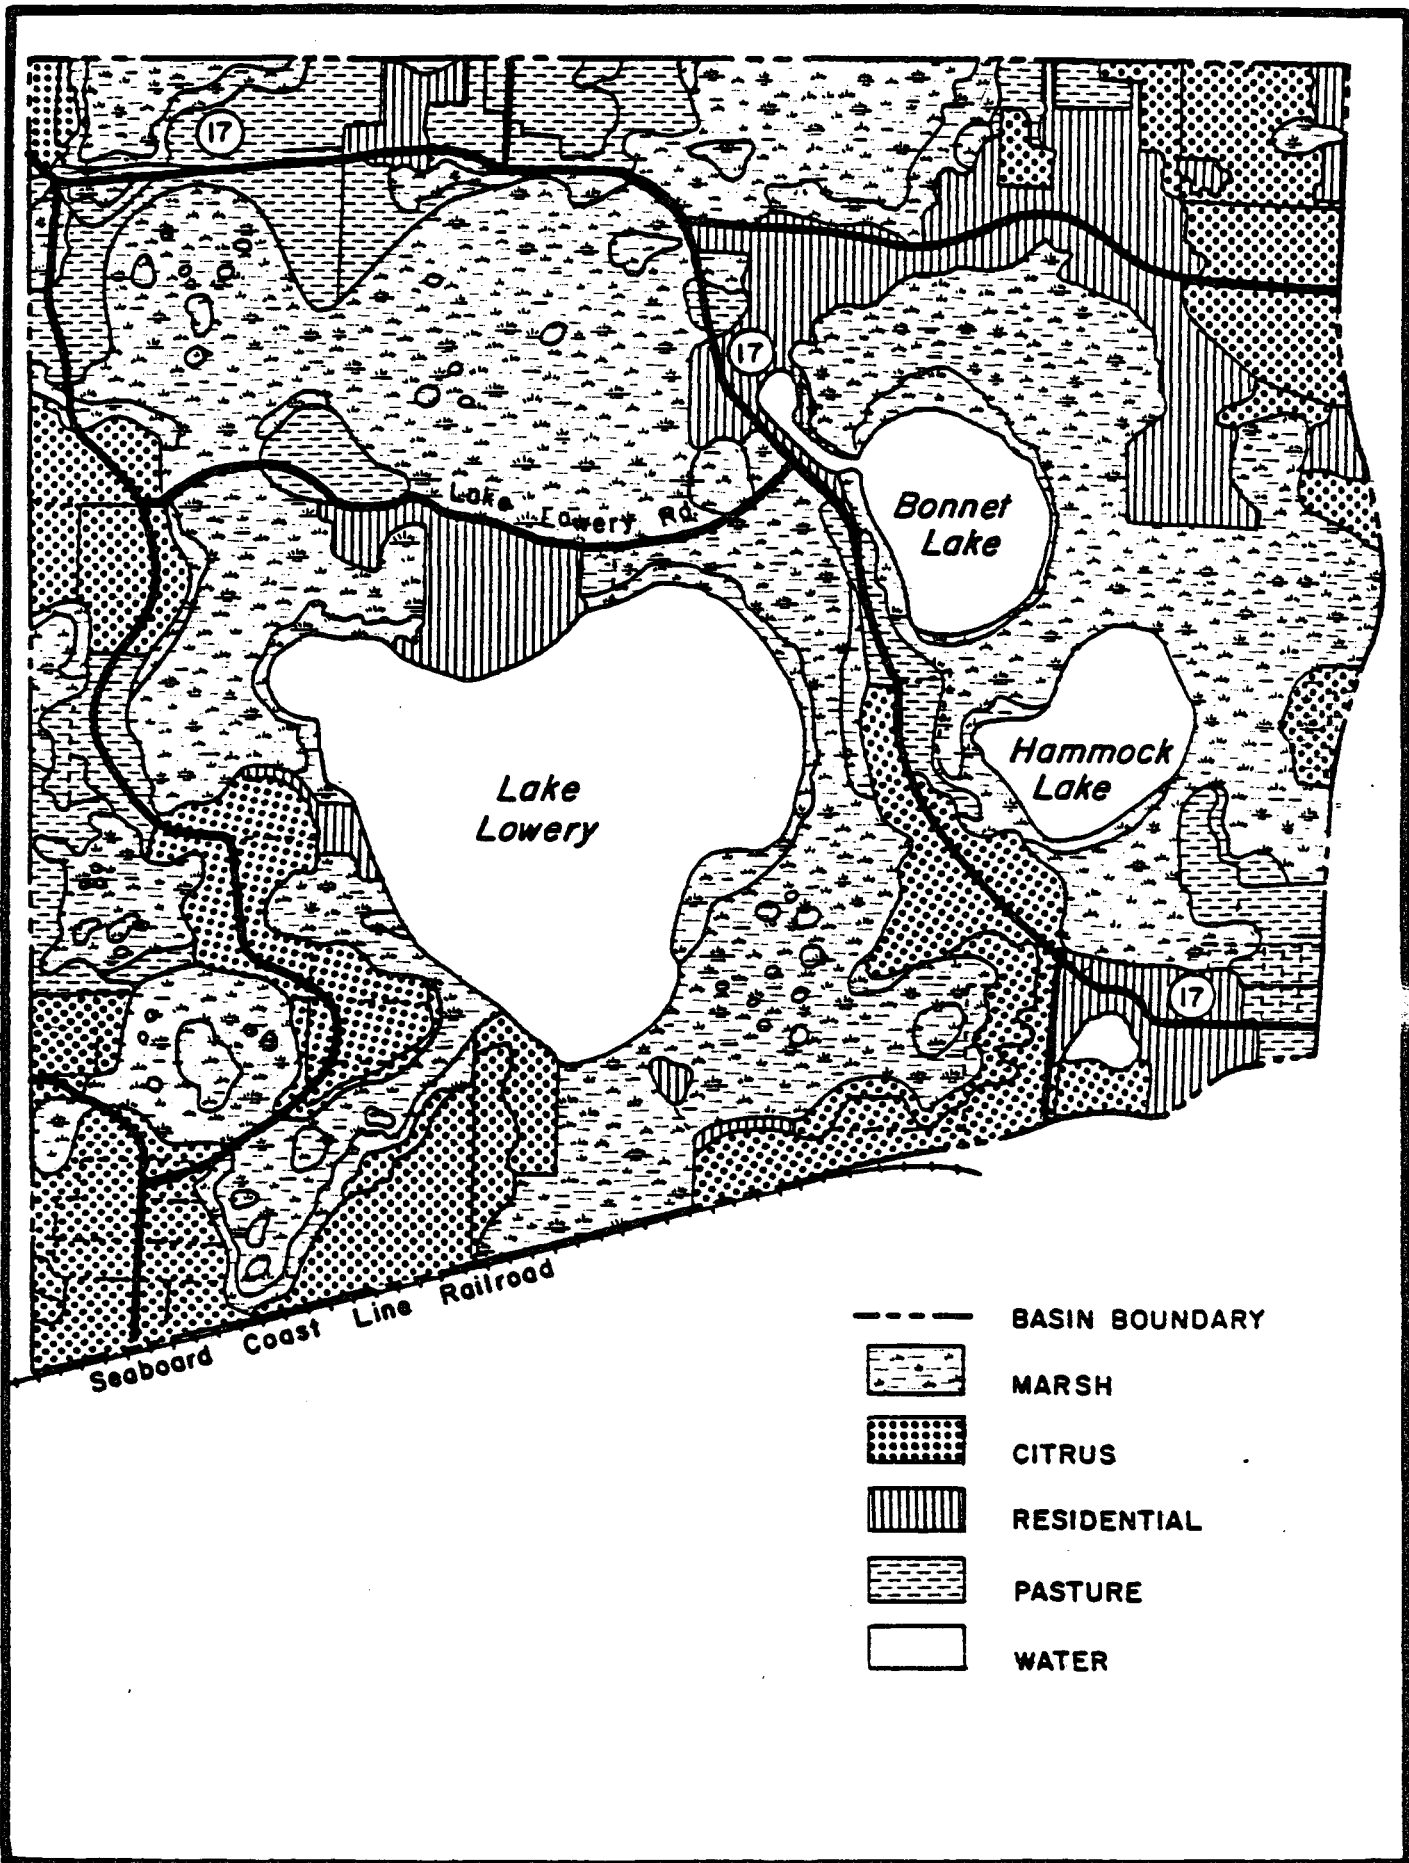 17
17
Lake Lowery Rd.
Bonnet
Lake
Hammock
Lake
Lake
Lowery
17
Seaboard Coast Line Railroad
BASIN BOUNDARY
MARSH
CITRUS
RESIDENTIAL
PASTURE
WATER